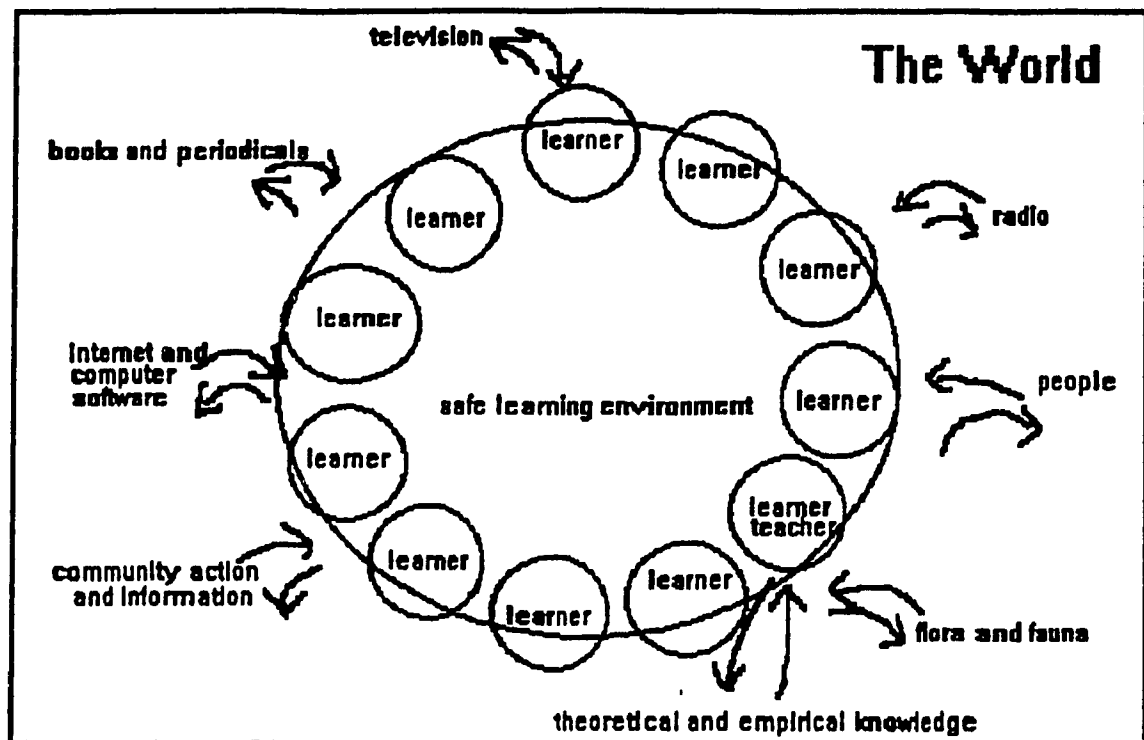 The World
television
learner
learner
books and periodicals
learner
radio
learner
learner
internet and
computer
software
people
safe learning environment
learner
learner
learner
teacher
community action
and information
learner
learner
learner
flora and fauna
theoretical and empirical knowledge